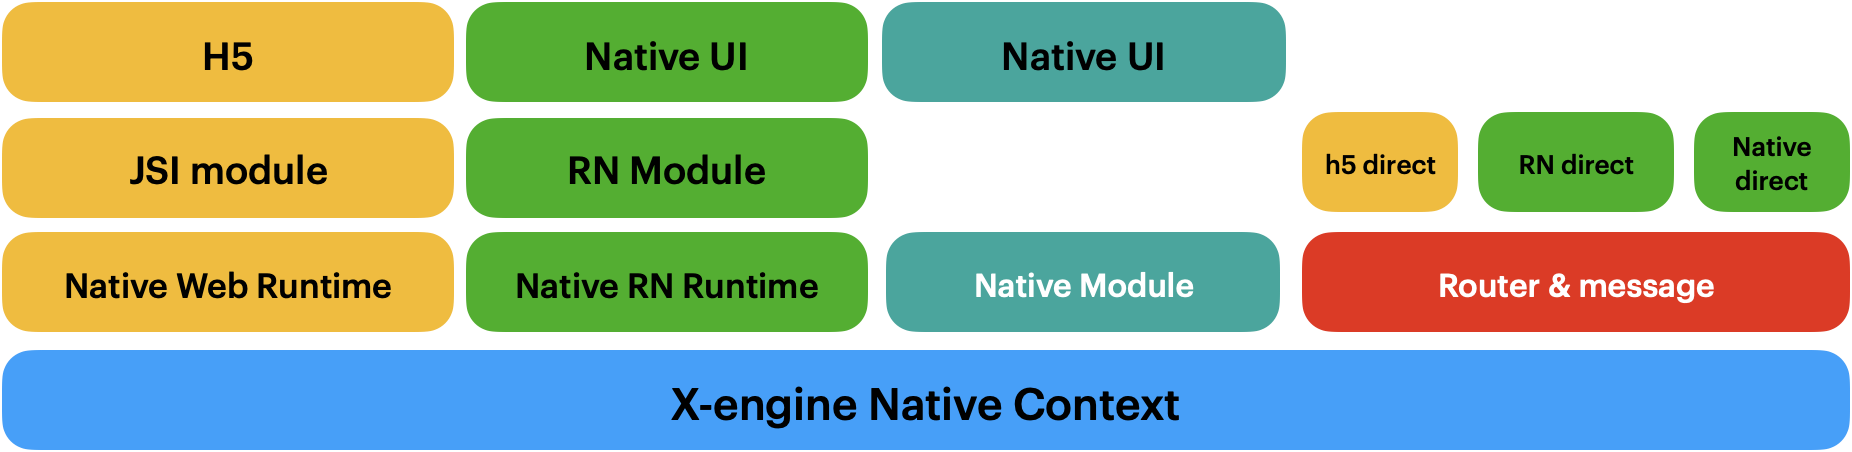 H5
Native UI
Native UI
JSI module
RN Module
h5 direct
RN direct
Native
direct
Native Web Runtime
Native RN Runtime
Native Module
Router & message
X-engine Native Context